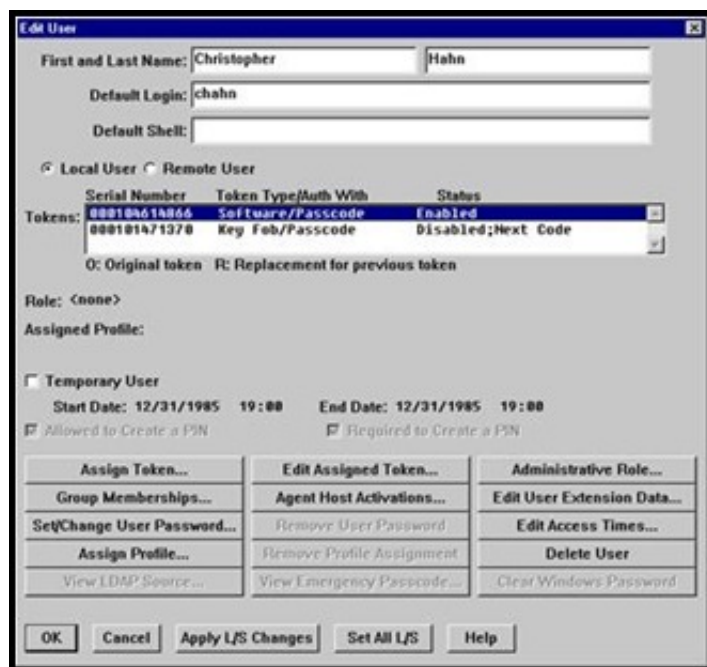 Edit User
First and Last Name: Christopher Hahn
Default Login: chahn
Default Shell:
Local User Remote User
Serial Number Token Type/Auth With Status
Tokens: 000104614866 Software/Passcode Enabled
000101471370 Key Fob/Passcode Disabled;Next Code
O: Original token R: Replacement for previous token
Role: <none>
Assigned Profile:
Temporary User
Start Date: 12/31/1985 19:00 End Date: 12/31/1985 19:00
Allowed to Create a PIN Required to Create a PIN
Assign Token... Edit Assigned Token... Administrative Role...
Group Memberships... Agent Host Activations... Edit User Extension Data...
Set/Change User Password... Remove User Password Edit Access Times...
Assign Profile... Remove Profile Assignment Delete User
View LDAP Source... View Emergency Passcode... Clear Windows Password
OK Cancel Apply L/S Changes Set All L/S Help